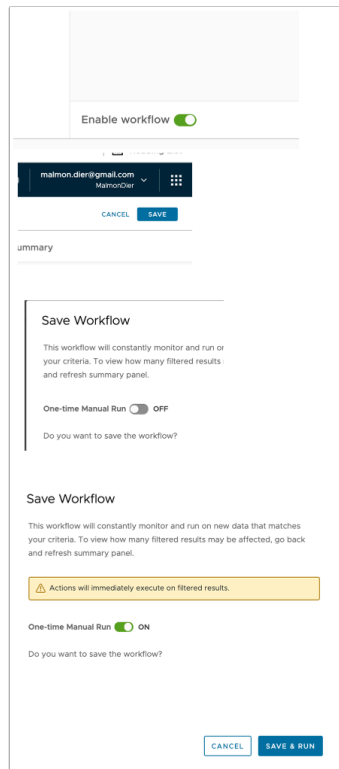 Enable workflow
malmon.dier@gmail.com
MalmonDier
CANCEL SAVE
ummary
Save Workflow
This workflow will constantly monitor and run or
your criteria. To view how many filtered results
and refresh summary panel.
One-time Manual Run OFF
Do you want to save the workflow?
Save Workflow
This workflow will constantly monitor and run on new data that matches
your criteria. To view how many filtered results may be affected, go back
and refresh summary panel.
Actions will immediately execute on filtered results.
One-time Manual Run ON
Do you want to save the workflow?
CANCEL SAVE & RUN